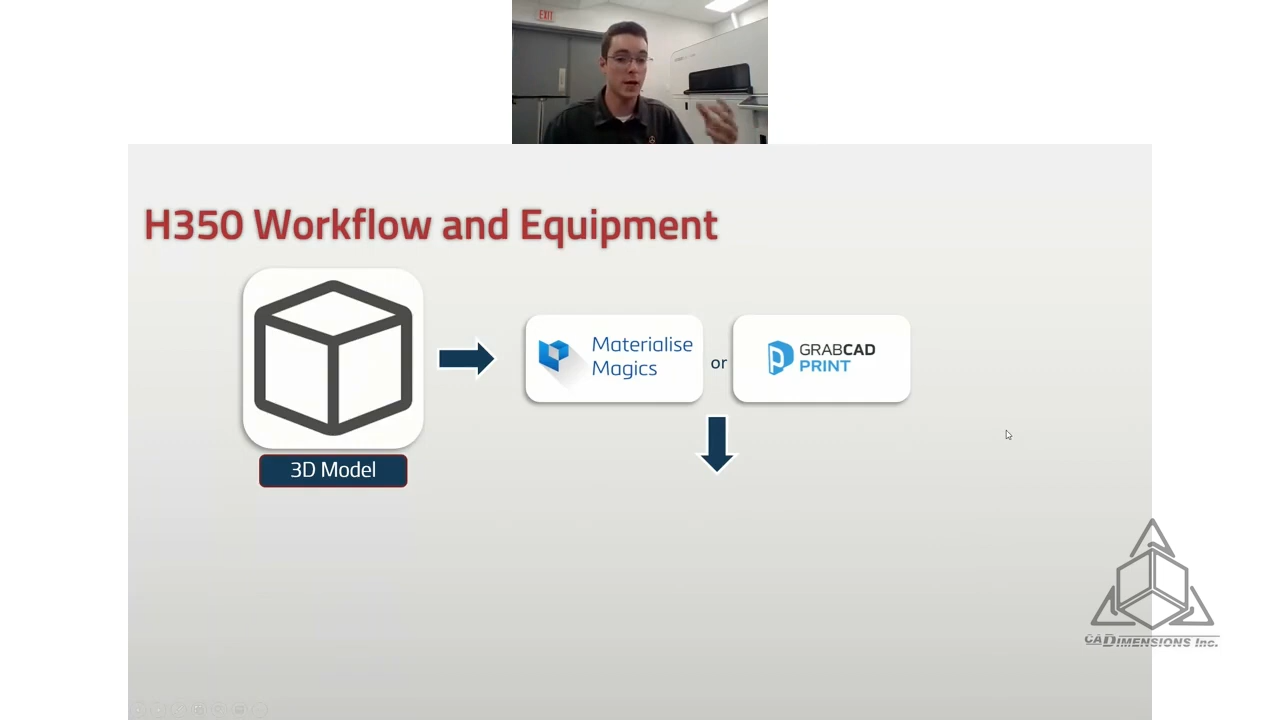 EXIT
H350 Workflow and Equipment
3D Model
Materialise
Magics
or
GRABCAD
PRINT
CADIMENSIONS Inc.